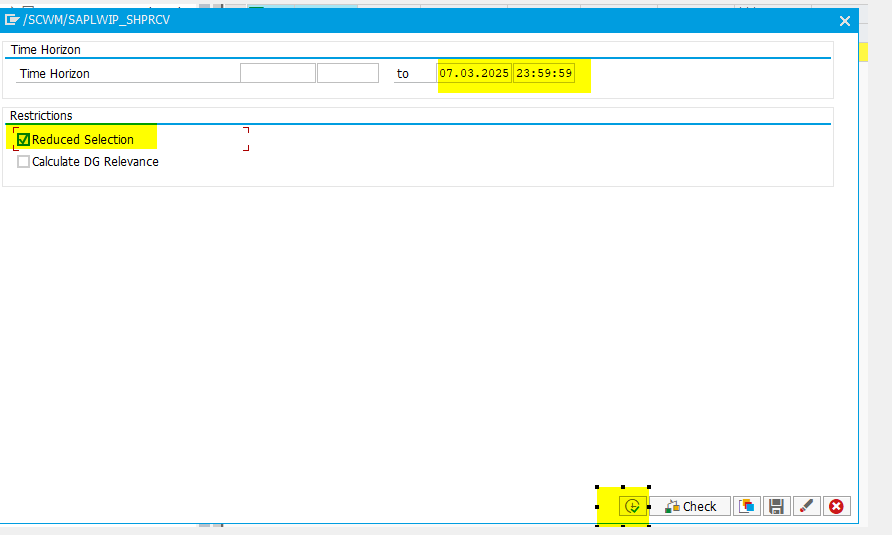 /SCWM/SAPLWIP_SHPRCV
Time Horizon
Time Horizon to 07.03.2025 23:59:59
Restrictions
Reduced Selection
Calculate DG Relevance
Check